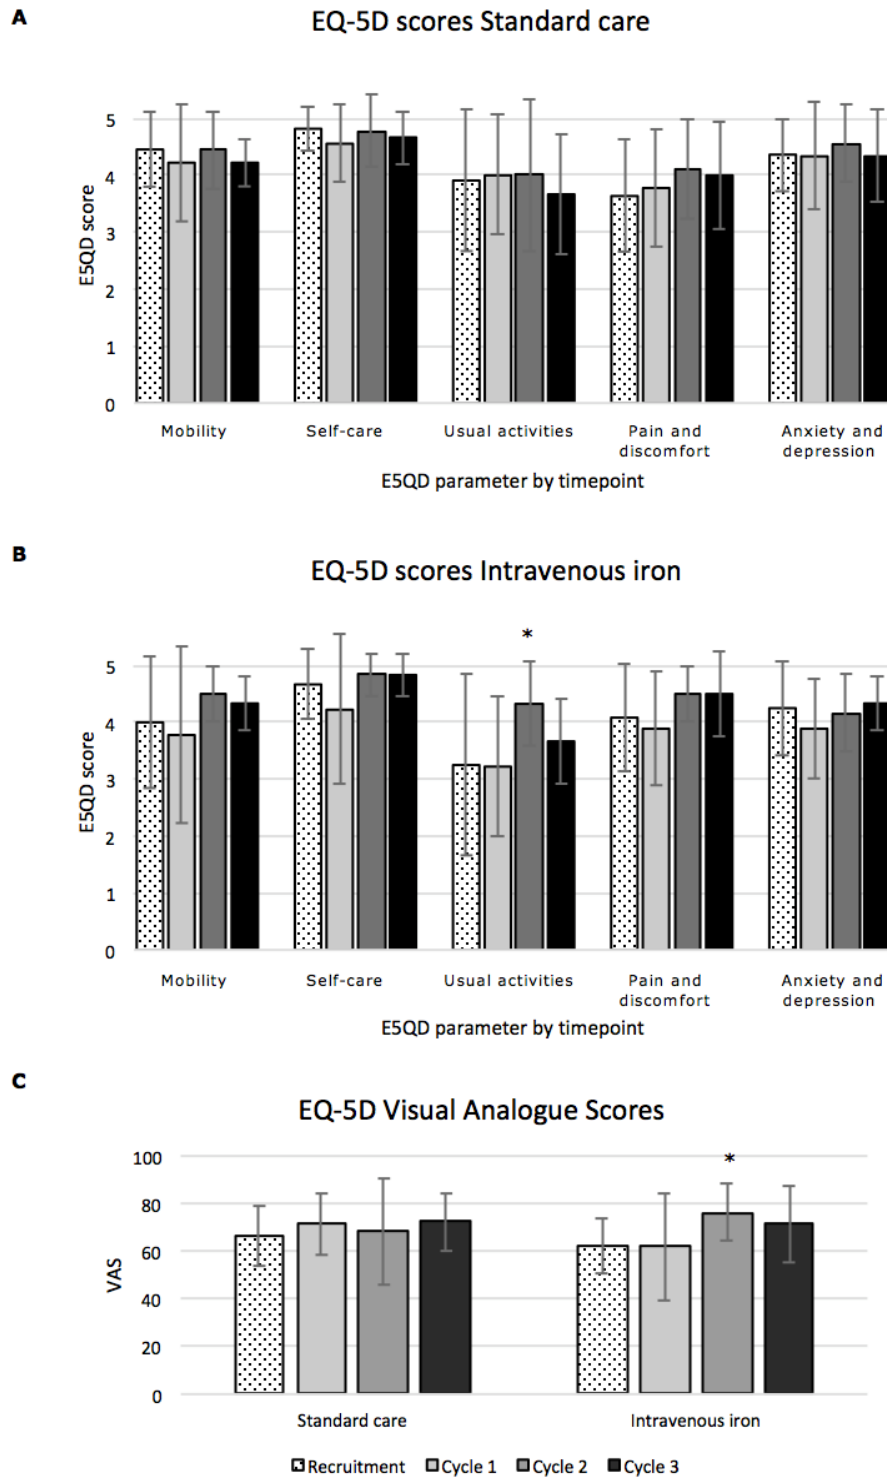 A
EQ-5D scores Standard care
5
4
3
2
1
0
E5QD score
Mobility
Self-care
Usual activities
Pain and
discomfort
Anxiety and
depression
E5QD parameter by timepoint
B
EQ-5D scores Intravenous iron
*
5
4
3
2
1
0
E5QD score
Mobility
Self-care
Usual activities
Pain and
discomfort
Anxiety and
depression
E5QD parameter by timepoint
C
EQ-5D Visual Analogue Scores
*
100
80
60
40
20
0
VAS
Standard care
Intravenous iron
Recruitment
Cycle 1
Cycle 2
Cycle 3